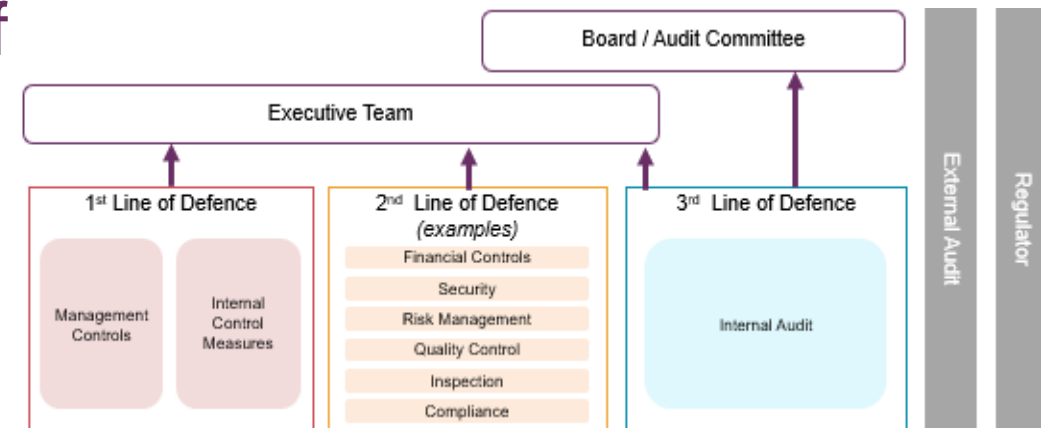 f
Board / Audit Committee
Executive Team
1st Line of Defence
Management
Controls
Internal
Control
Measures
2nd Line of Defence
(examples)
Financial Controls
Security
Risk Management
Quality Control
Inspection
Compliance
3rd Line of Defence
Internal Audit
External Audit
Regulator